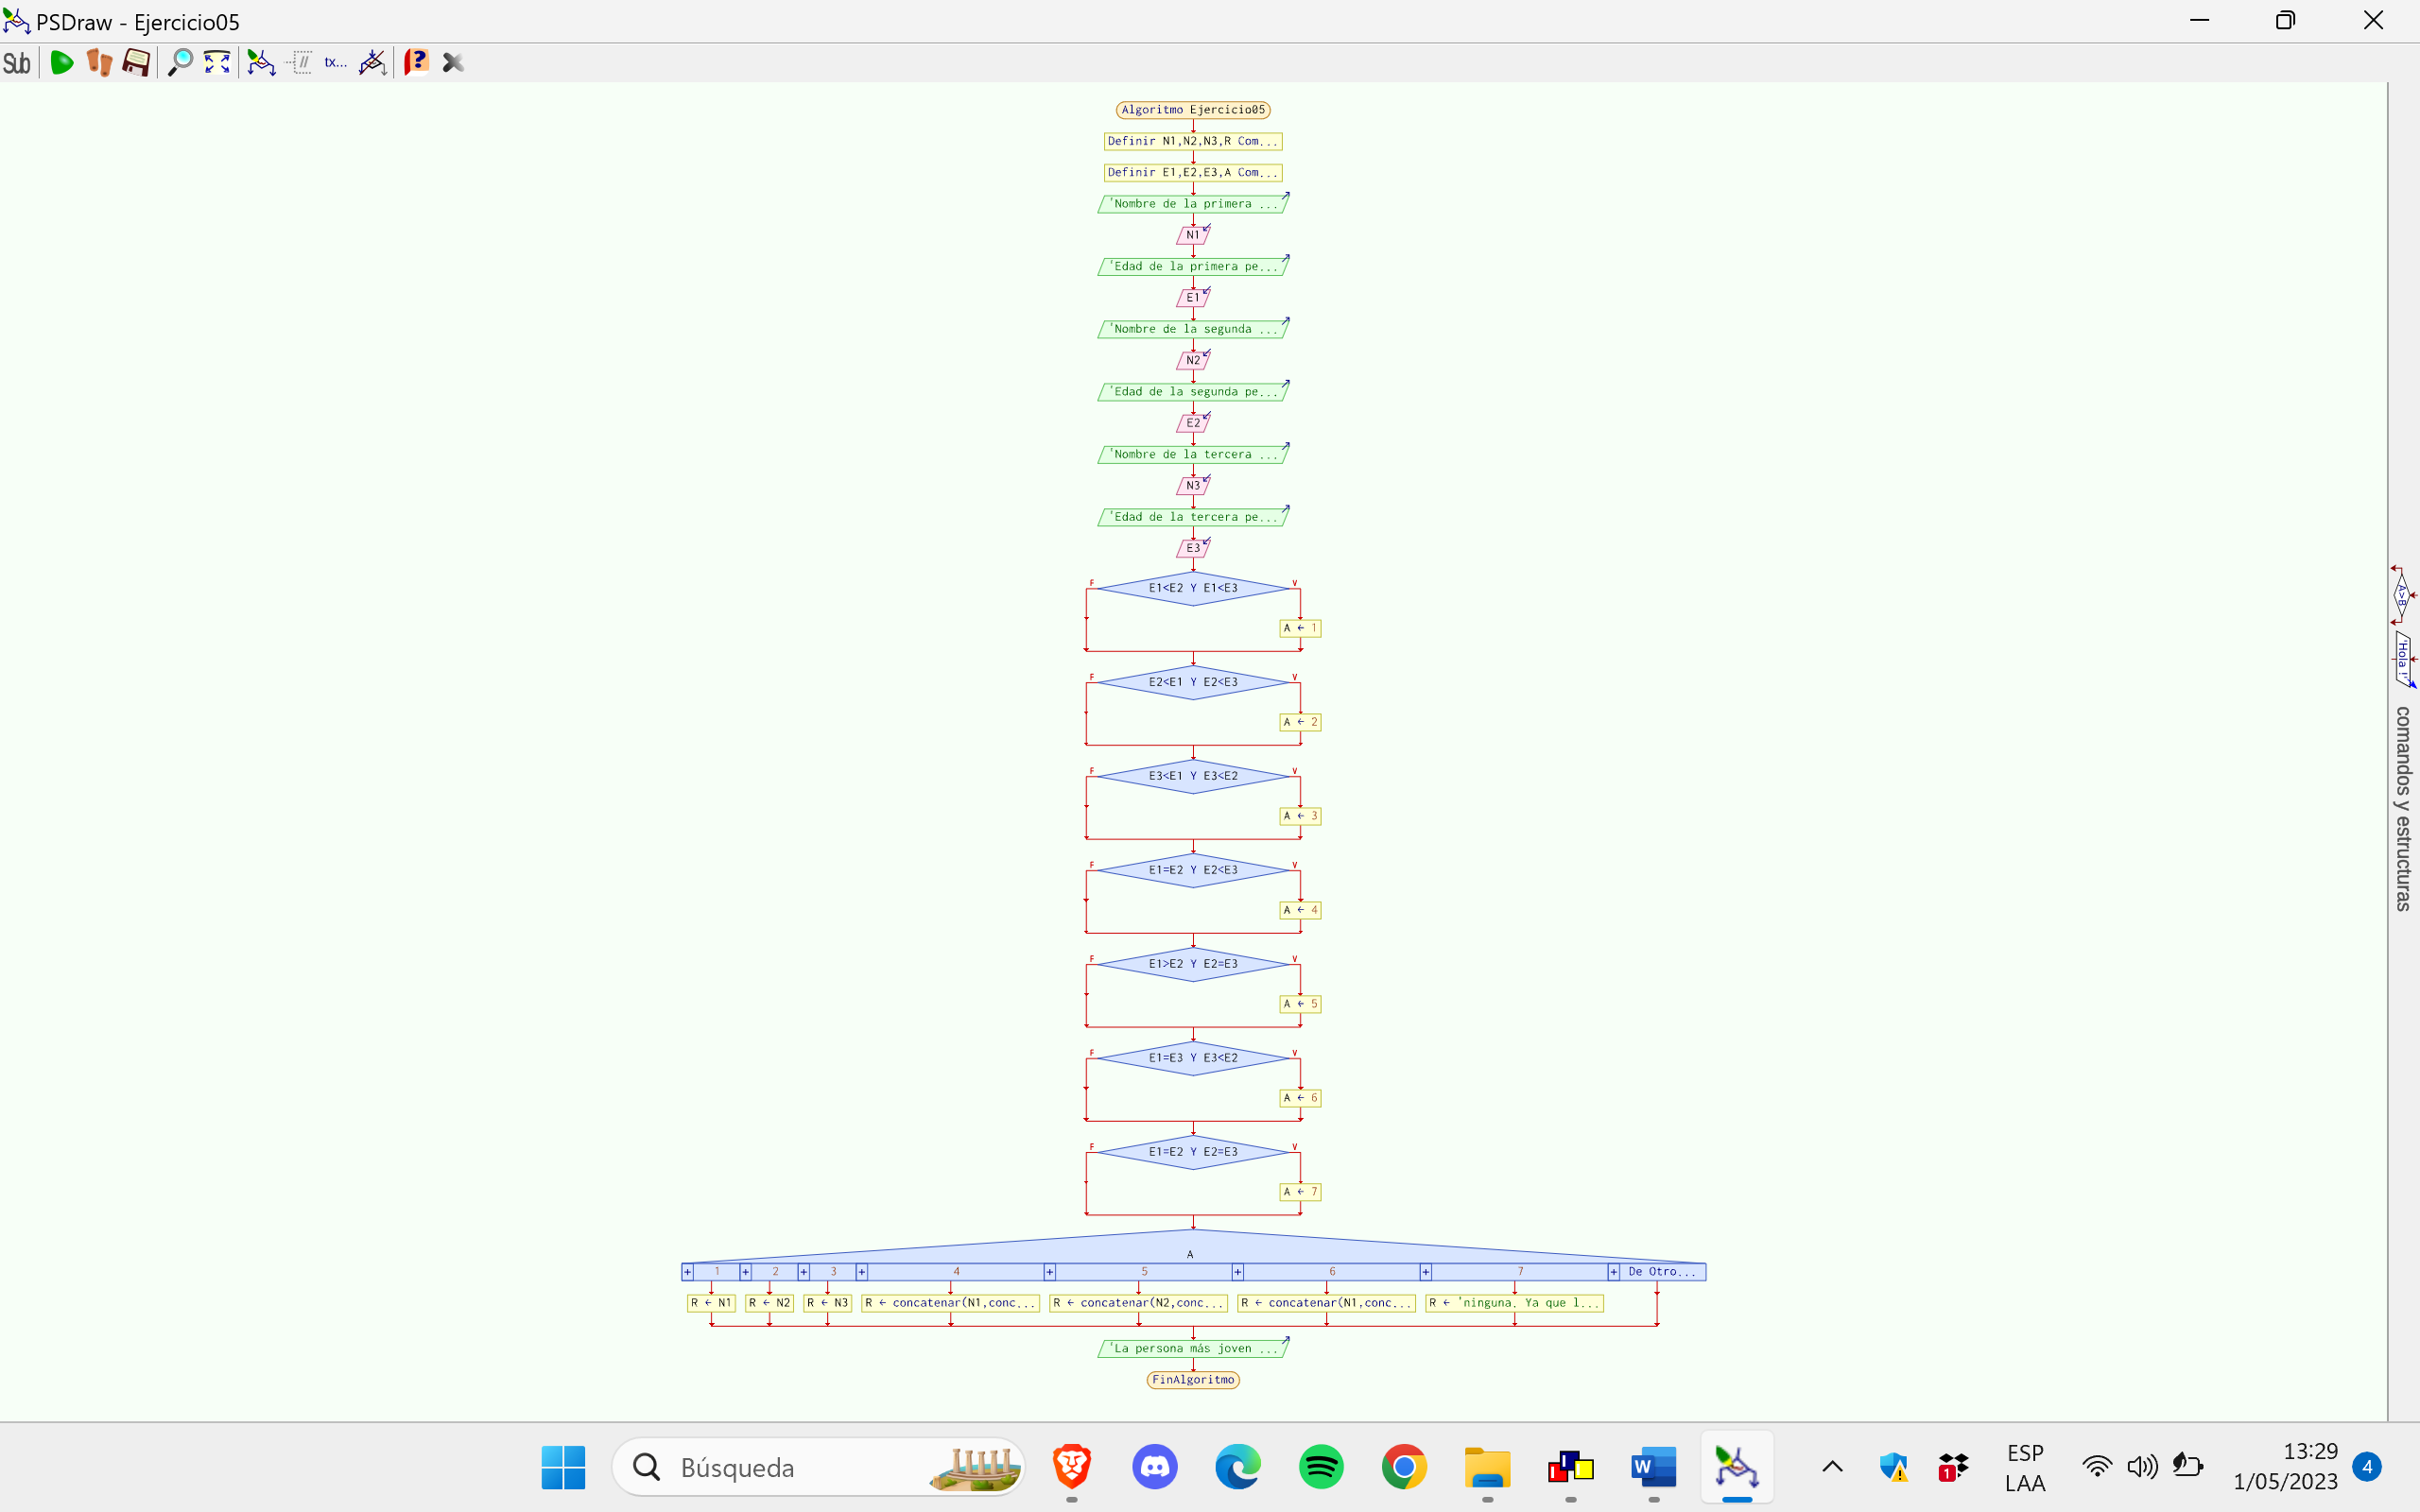 PSDraw - Ejercicio05
Sub
tx...
Algoritmo Ejercicio05
Definir N1,N2,N3,R Com...
Definir E1,E2,E3,A Com...
'Nombre de la primera ...
N1
'Edad de la primera pe...
E1
'Nombre de la segunda ...
N2
'Edad de la segunda pe...
E2
'Nombre de la tercera ...
N3
'Edad de la tercera pe...
E3
F E1<E2 Y E1<E3 V
A ← 1
F E2<E1 Y E2<E3 V
A ← 2
F E3<E1 Y E3<E2 V
A ← 3
F E1=E2 Y E2<E3 V
A ← 4
F E1>E2 Y E2=E3 V
A ← 5
F E1=E3 Y E3<E2 V
A ← 6
F E1=E2 Y E2=E3 V
A ← 7
A
+ 1 + 2 + 3 + 4 + 5 + 6 + 7 + De Otro...
R ← N1 R ← N2 R ← N3 R ← concatenar(N1,conc... R ← concatenar(N2,conc... R ← concatenar(N1,conc... R ← 'ninguna. Ya que l...
'La persona más joven ...
FinAlgoritmo
A>B
'Hola !'
comandos y estructuras
Búsqueda
W
1
ESP
LAA
13:29
1/05/2023
4